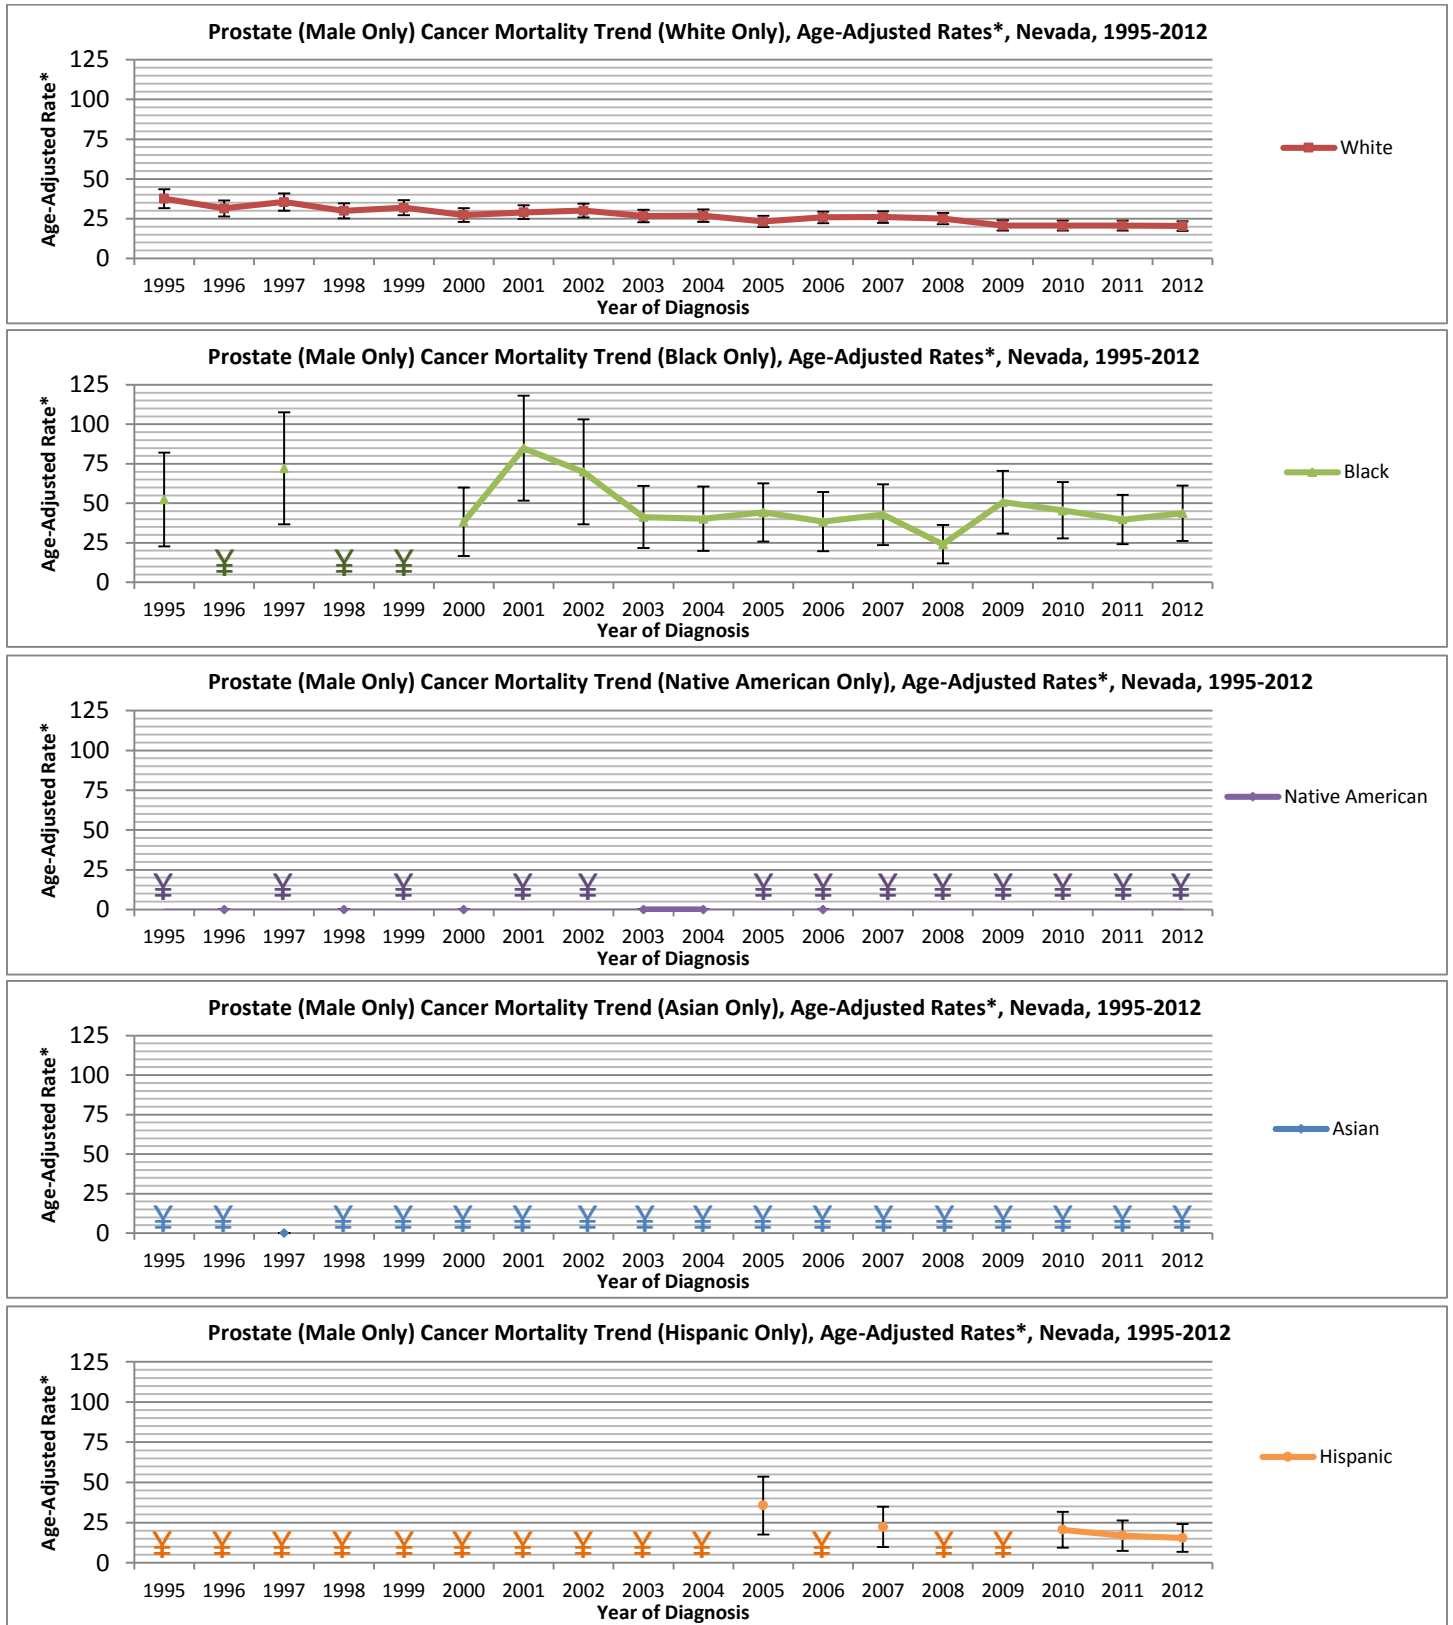 Prostate (Male Only) Cancer Mortality Trend (White Only), Age-Adjusted Rates*, Nevada, 1995-2012
Age-Adjusted Rate*
125
100
75
50
25
0
1995 1996 1997 1998 1999 2000 2001 2002 2003 2004 2005 2006 2007 2008 2009 2010 2011 2012
Year of Diagnosis
White
Prostate (Male Only) Cancer Mortality Trend (Black Only), Age-Adjusted Rates*, Nevada, 1995-2012
Age-Adjusted Rate*
125
100
75
50
25
0
¥ ¥ ¥
1995 1996 1997 1998 1999 2000 2001 2002 2003 2004 2005 2006 2007 2008 2009 2010 2011 2012
Year of Diagnosis
Black
Prostate (Male Only) Cancer Mortality Trend (Native American Only), Age-Adjusted Rates*, Nevada, 1995-2012
Age-Adjusted Rate*
125
100
75
50
25
0
¥ ¥ ¥ ¥ ¥ ¥ ¥ ¥ ¥ ¥ ¥ ¥ ¥
1995 1996 1997 1998 1999 2000 2001 2002 2003 2004 2005 2006 2007 2008 2009 2010 2011 2012
Year of Diagnosis
Native American
Prostate (Male Only) Cancer Mortality Trend (Asian Only), Age-Adjusted Rates*, Nevada, 1995-2012
Age-Adjusted Rate*
125
100
75
50
25
0
¥ ¥ ¥ ¥ ¥ ¥ ¥ ¥ ¥ ¥ ¥ ¥ ¥ ¥ ¥ ¥ ¥
1995 1996 1997 1998 1999 2000 2001 2002 2003 2004 2005 2006 2007 2008 2009 2010 2011 2012
Year of Diagnosis
Asian
Prostate (Male Only) Cancer Mortality Trend (Hispanic Only), Age-Adjusted Rates*, Nevada, 1995-2012
Age-Adjusted Rate*
125
100
75
50
25
0
¥ ¥ ¥ ¥ ¥ ¥ ¥ ¥ ¥ ¥ ¥ ¥ ¥
1995 1996 1997 1998 1999 2000 2001 2002 2003 2004 2005 2006 2007 2008 2009 2010 2011 2012
Year of Diagnosis
Hispanic